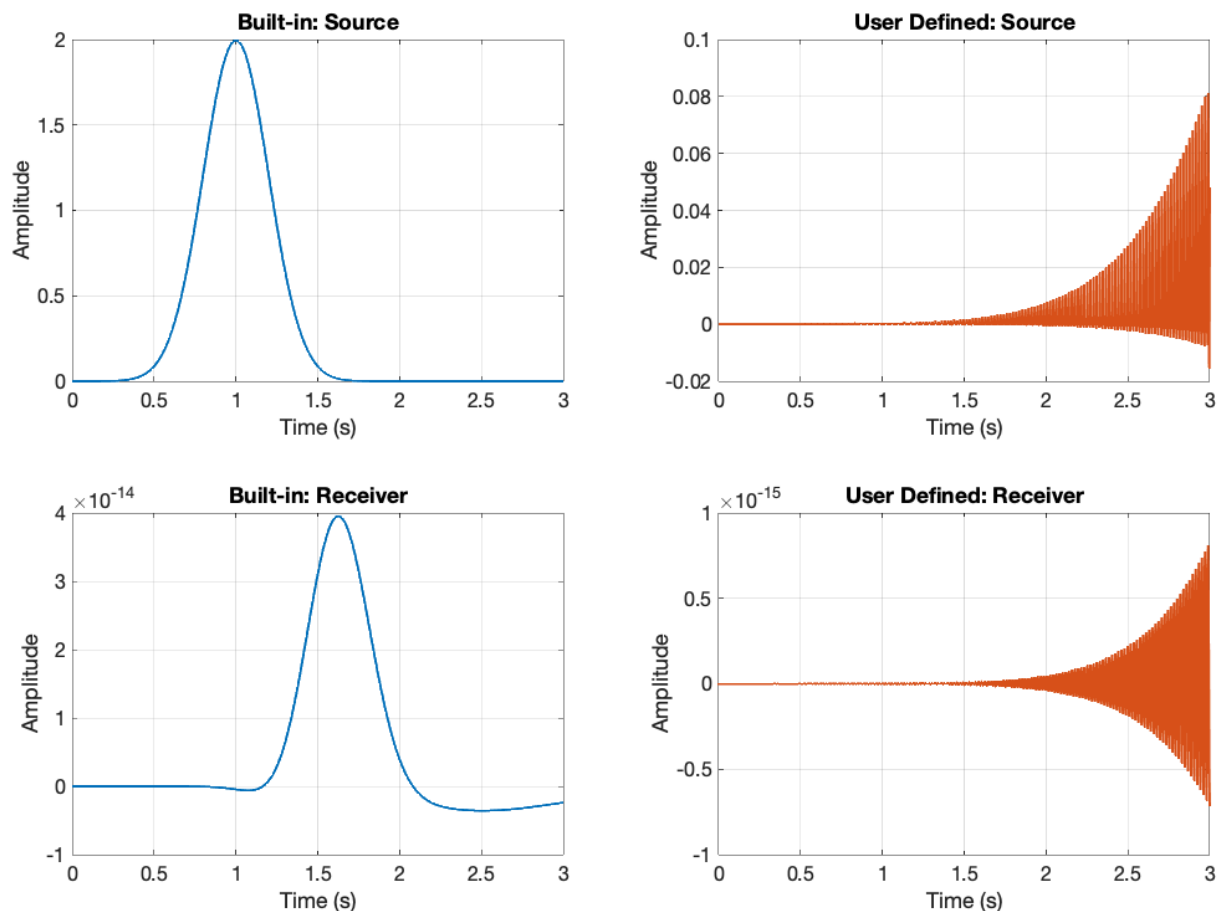 Built-in: Source
2
1.5
1
0.5
0
Amplitude
0 0.5 1 1.5 2 2.5 3
Time (s)
User Defined: Source
0.1
0.08
0.06
0.04
0.02
0
-0.02
Amplitude
0 0.5 1 1.5 2 2.5 3
Time (s)
Built-in: Receiver
×10-14
4
3
2
1
0
-1
Amplitude
0 0.5 1 1.5 2 2.5 3
Time (s)
User Defined: Receiver
×10-15
1
0.5
0
-0.5
-1
Amplitude
0 0.5 1 1.5 2 2.5 3
Time (s)